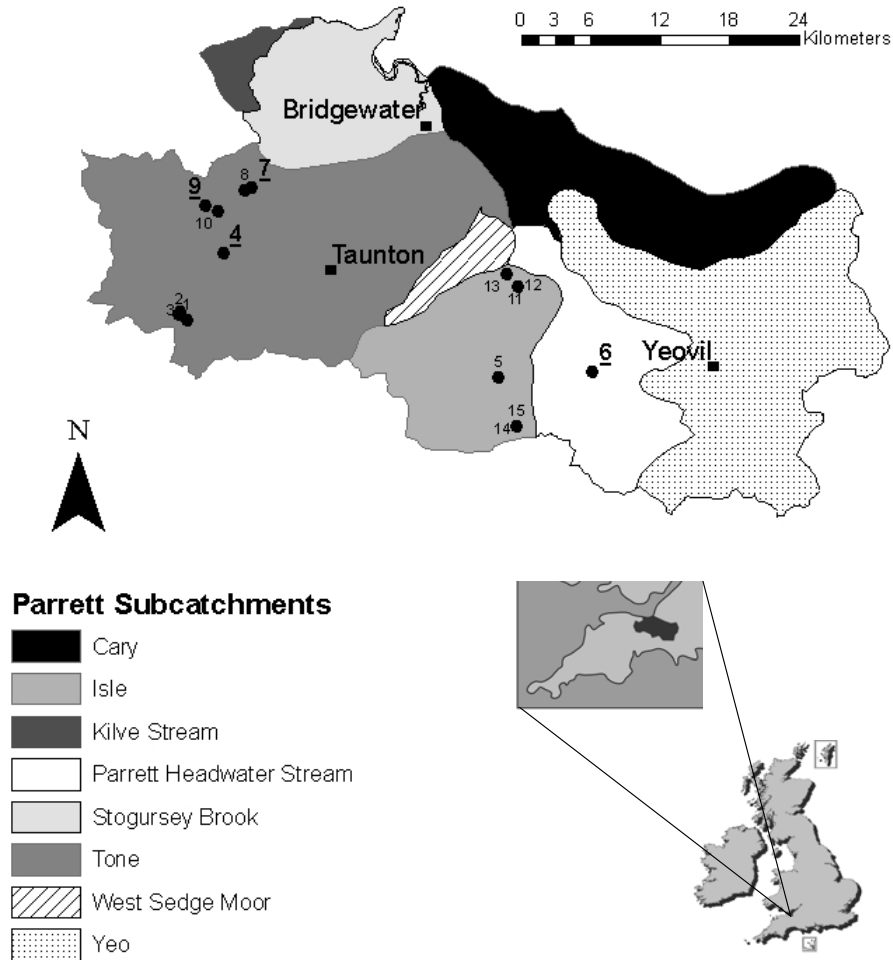 0 3 6 12 18 24
Kilometers
Bridgewater
7
8
9
10
4
Taunton
2
3 1
13 12
11
5
6
Yeovil
15
14
N
Parrett Subcatchments
Cary
Isle
Kilve Stream
Parrett Headwater Stream
Stogursey Brook
Tone
West Sedge Moor
Yeo